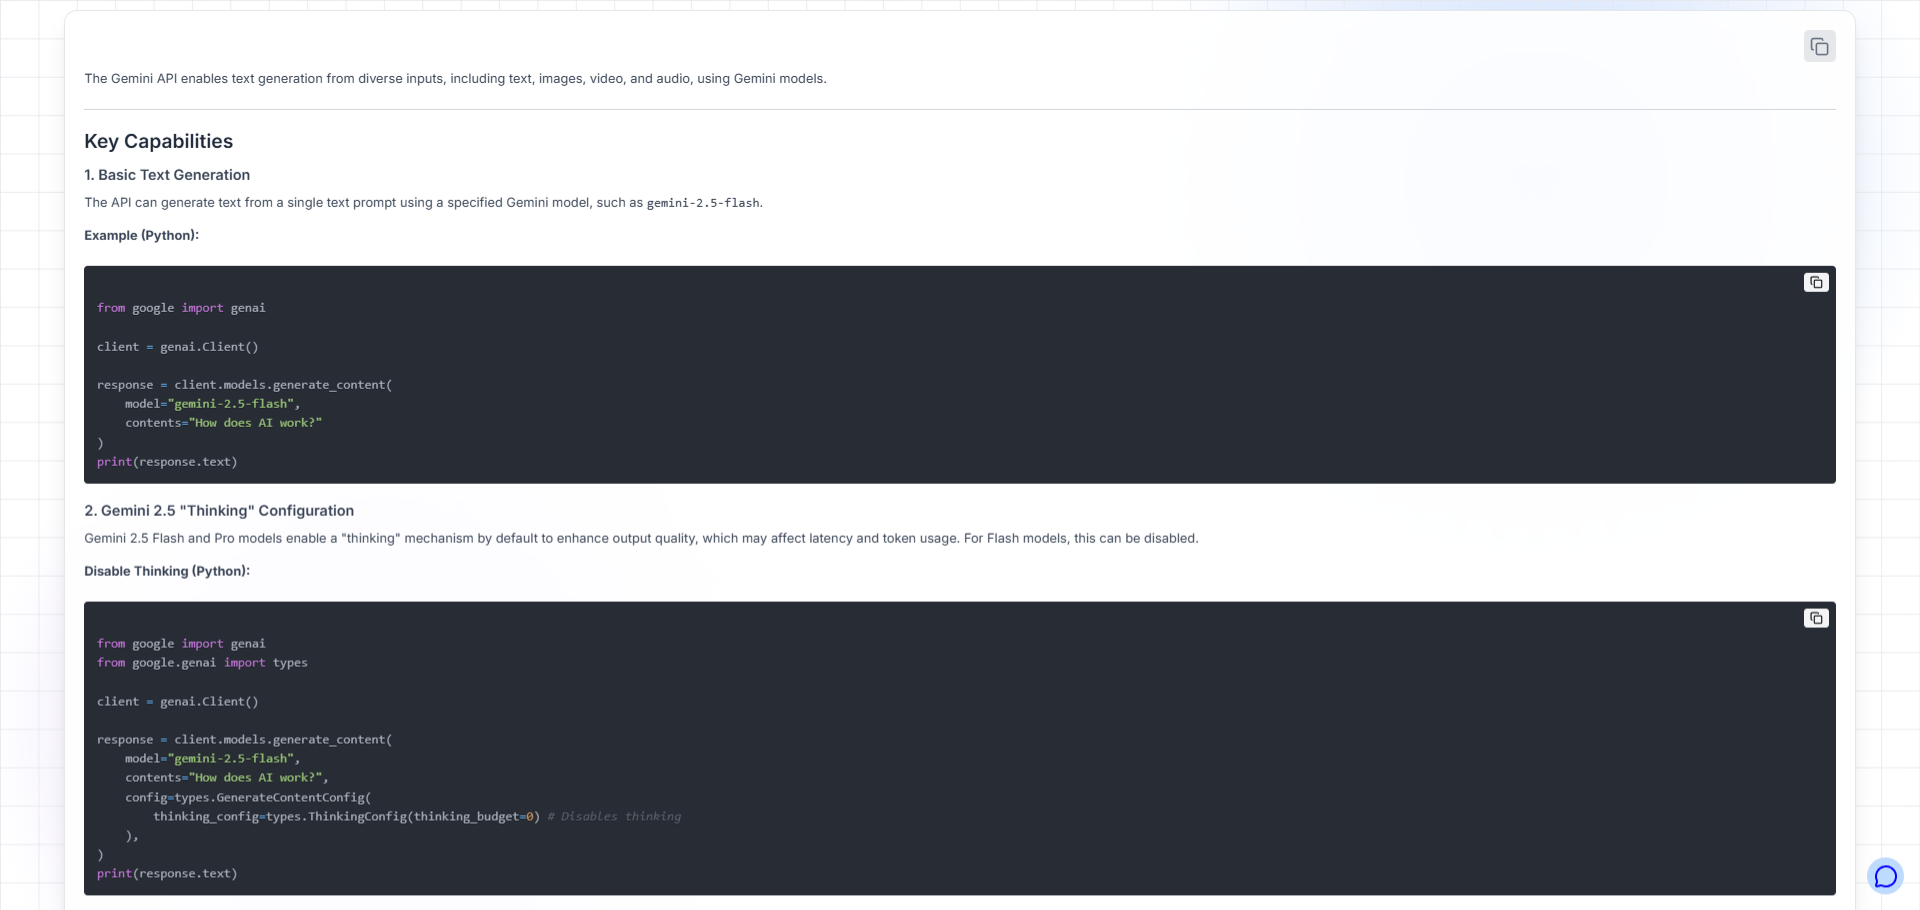 The Gemini API enables text generation from diverse inputs, including text, images, video, and audio, using Gemini models.
Key Capabilities
1. Basic Text Generation
The API can generate text from a single text prompt using a specified Gemini model, such as gemini-2.5-flash.
Example (Python):
from google import genai
client = genai.Client()
response = client.models.generate_content(
    model="gemini-2.5-flash",
    contents="How does AI work?"
)
print(response.text)
2. Gemini 2.5 "Thinking" Configuration
Gemini 2.5 Flash and Pro models enable a "thinking" mechanism by default to enhance output quality, which may affect latency and token usage. For Flash models, this can be disabled.
Disable Thinking (Python):
from google import genai
from google.genai import types
client = genai.Client()
response = client.models.generate_content(
    model="gemini-2.5-flash",
    contents="How does AI work?",
    config=types.GenerateContentConfig(
        thinking_config=types.ThinkingConfig(thinking_budget=0) # Disables thinking
    ),
)
print(response.text)